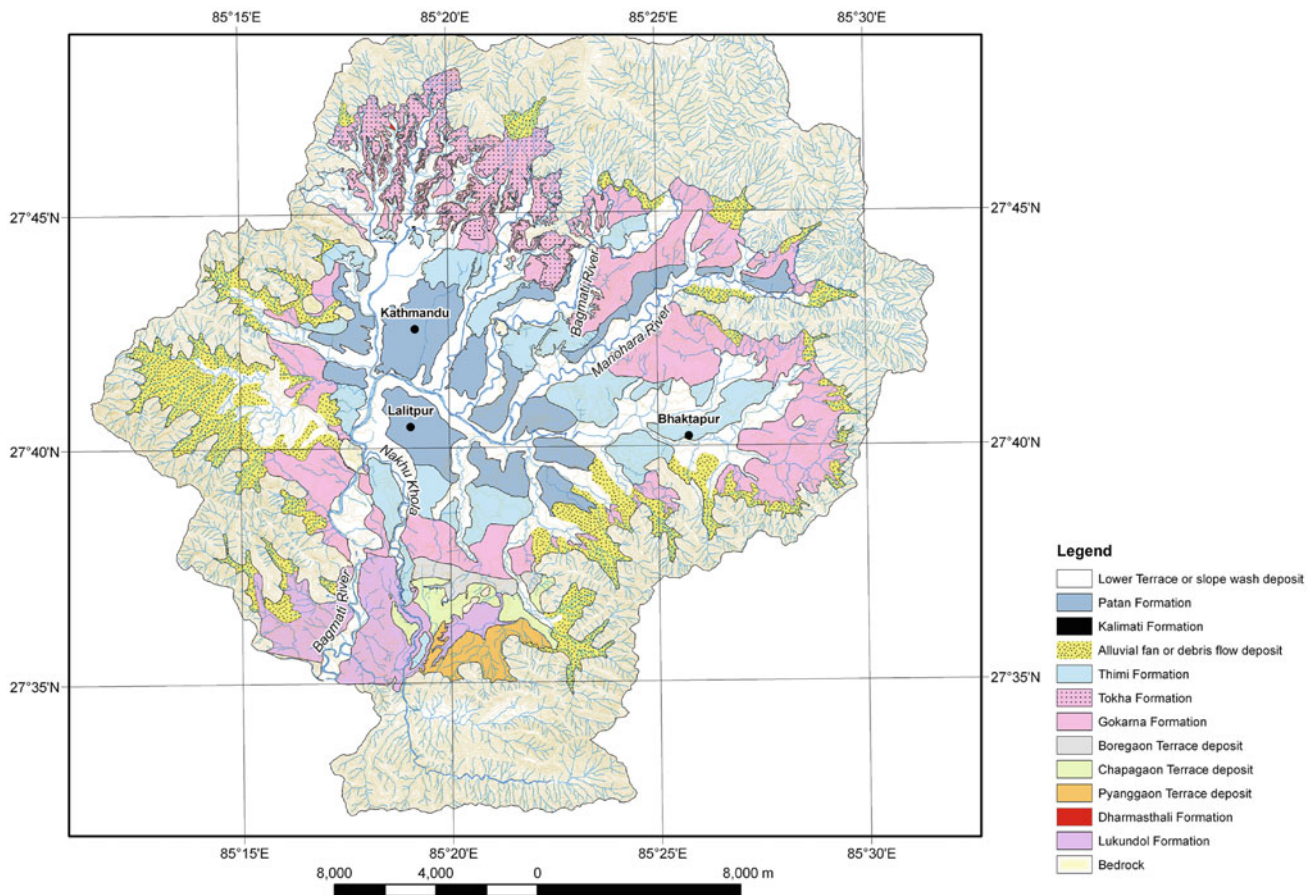 85°15'E 85°20'E 85°25'E 85°30'E
27°45'N 27°45'N
Bagmati River
Kathmandu
Manohara River
Lalitpur
Bhaktapur
27°40'N 27°40'N
Nakhu Khola
Bagmati River
27°35'N 27°35'N
85°15'E 85°20'E 85°25'E 85°30'E
8,000 4,000 0 8,000 m
Legend
Lower Terrace or slope wash deposit
Patan Formation
Kalimati Formation
Alluvial fan or debris flow deposit
Thimi Formation
Tokha Formation
Gokarna Formation
Boregaon Terrace deposit
Chapagaon Terrace deposit
Pyanggaon Terrace deposit
Dharmasthali Formation
Lukundol Formation
Bedrock